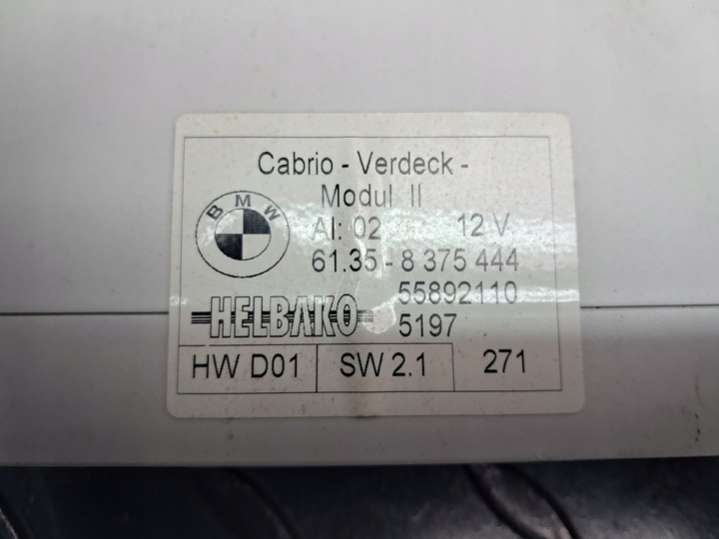 Cabrio - Verdeck -
Modul II
BMW
AI: 02 12 V
61.35 - 8 375 444
HELBAKO 55892110
5197
HW D01 SW 2.1 271